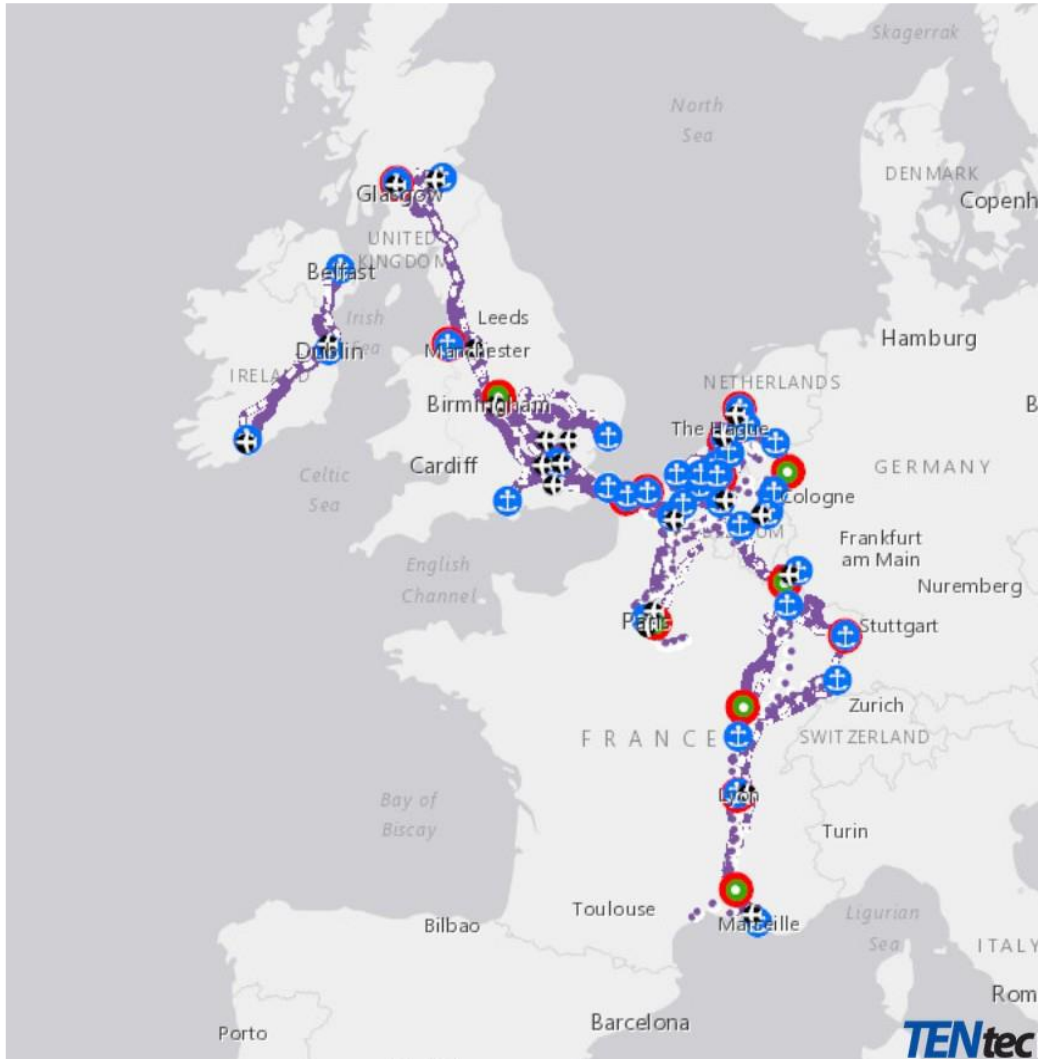 Skagerrak
North
Sea
DENMARK
Copenh
Glasgow
UNITED
KINGDOM
Belfast
Irish
Sea
Leeds
Hamburg
Dublin
Manchester
IRELAND
NETHERLANDS
Birmingham
B
The Hague
Cardiff
GERMANY
Celtic
Sea
Cologne
BELGIUM
Frankfurt
am Main
English
Channel
Nuremberg
Paris
Stuttgart
Zurich
FRANCE
SWITZERLAND
Bay of
Biscay
Lyon
Turin
Toulouse
Ligurian
Sea
Bilbao
Marseille
ITALY
Rom
Barcelona
Porto
TENtec